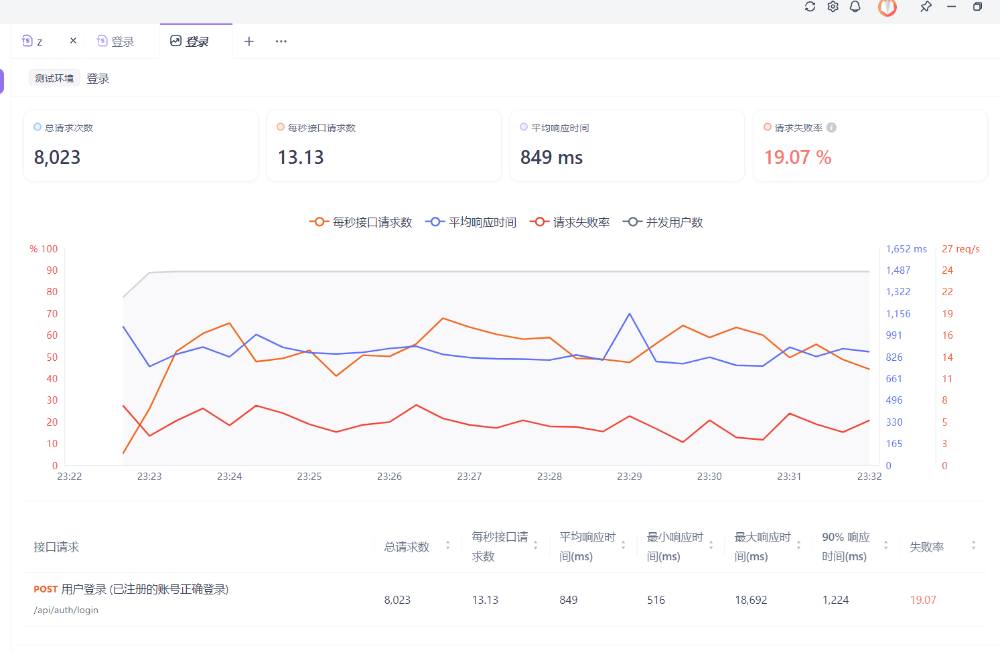 TS z × TS 登录 登录 + ···
测试环境 登录
总请求次数
8,023
每秒接口请求数
13.13
平均响应时间
849 ms
请求失败率 i
19.07 %
每秒接口请求数 平均响应时间 请求失败率 并发用户数
% 100 1,652 ms 27 req/s
90 1,487 24
80 1,322 22
70 1,156 19
60 991 16
50 826 14
40 661 11
30 496 8
20 330 5
10 165 3
0 0 0
23:22 23:23 23:24 23:25 23:26 23:27 23:28 23:29 23:30 23:31 23:32
接口请求
总请求数
每秒接口请
求数
平均响应时
间(ms)
最小响应时
间(ms)
最大响应时
间(ms)
90% 响应
时间(ms)
失败率
POST 用户登录 (已注册的账号正确登录)
/api/auth/login
8,023 13.13 849 516 18,692 1,224 19.07